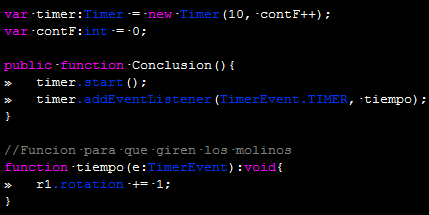 var timer:Timer = new Timer(10, contF++);
var contF:int = 0;
public function Conclusion(){
» timer.start();
» timer.addEventListener(TimerEvent.TIMER, tiempo);
}
//Funcion para que giren los molinos
function tiempo(e:TimerEvent):void{
» r1.rotation += 1;
}